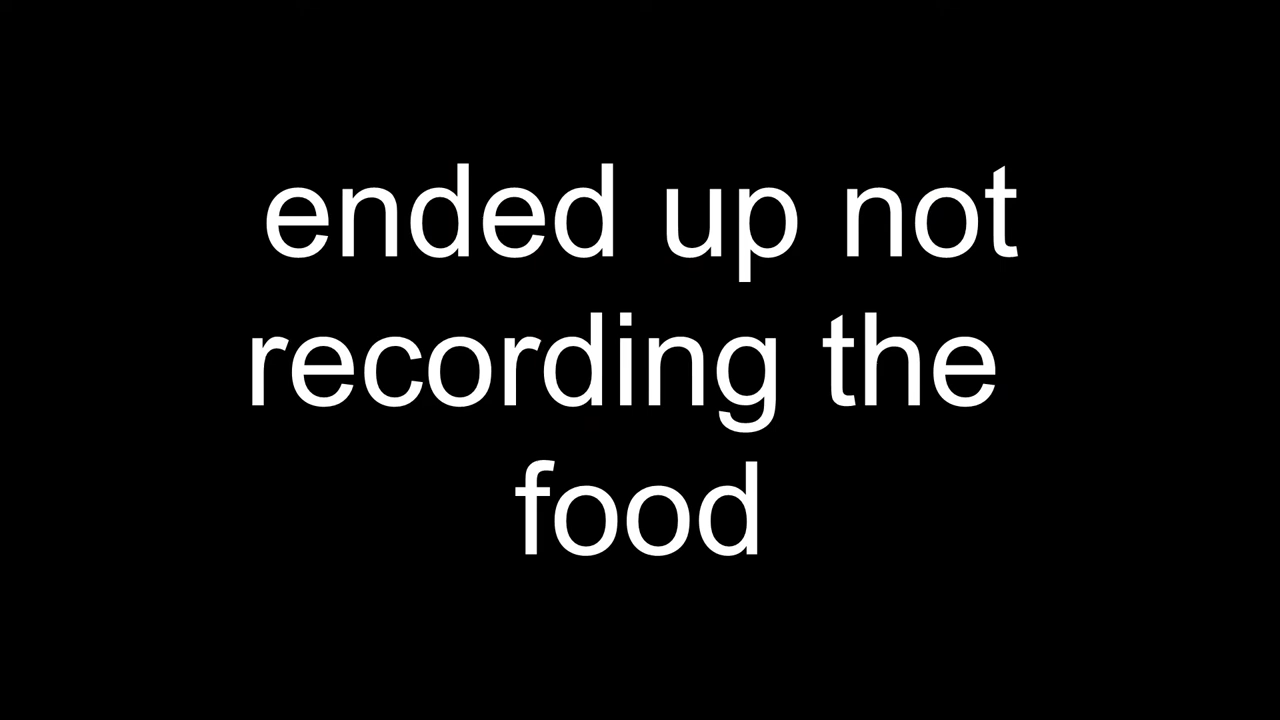 ended up not
recording the
food